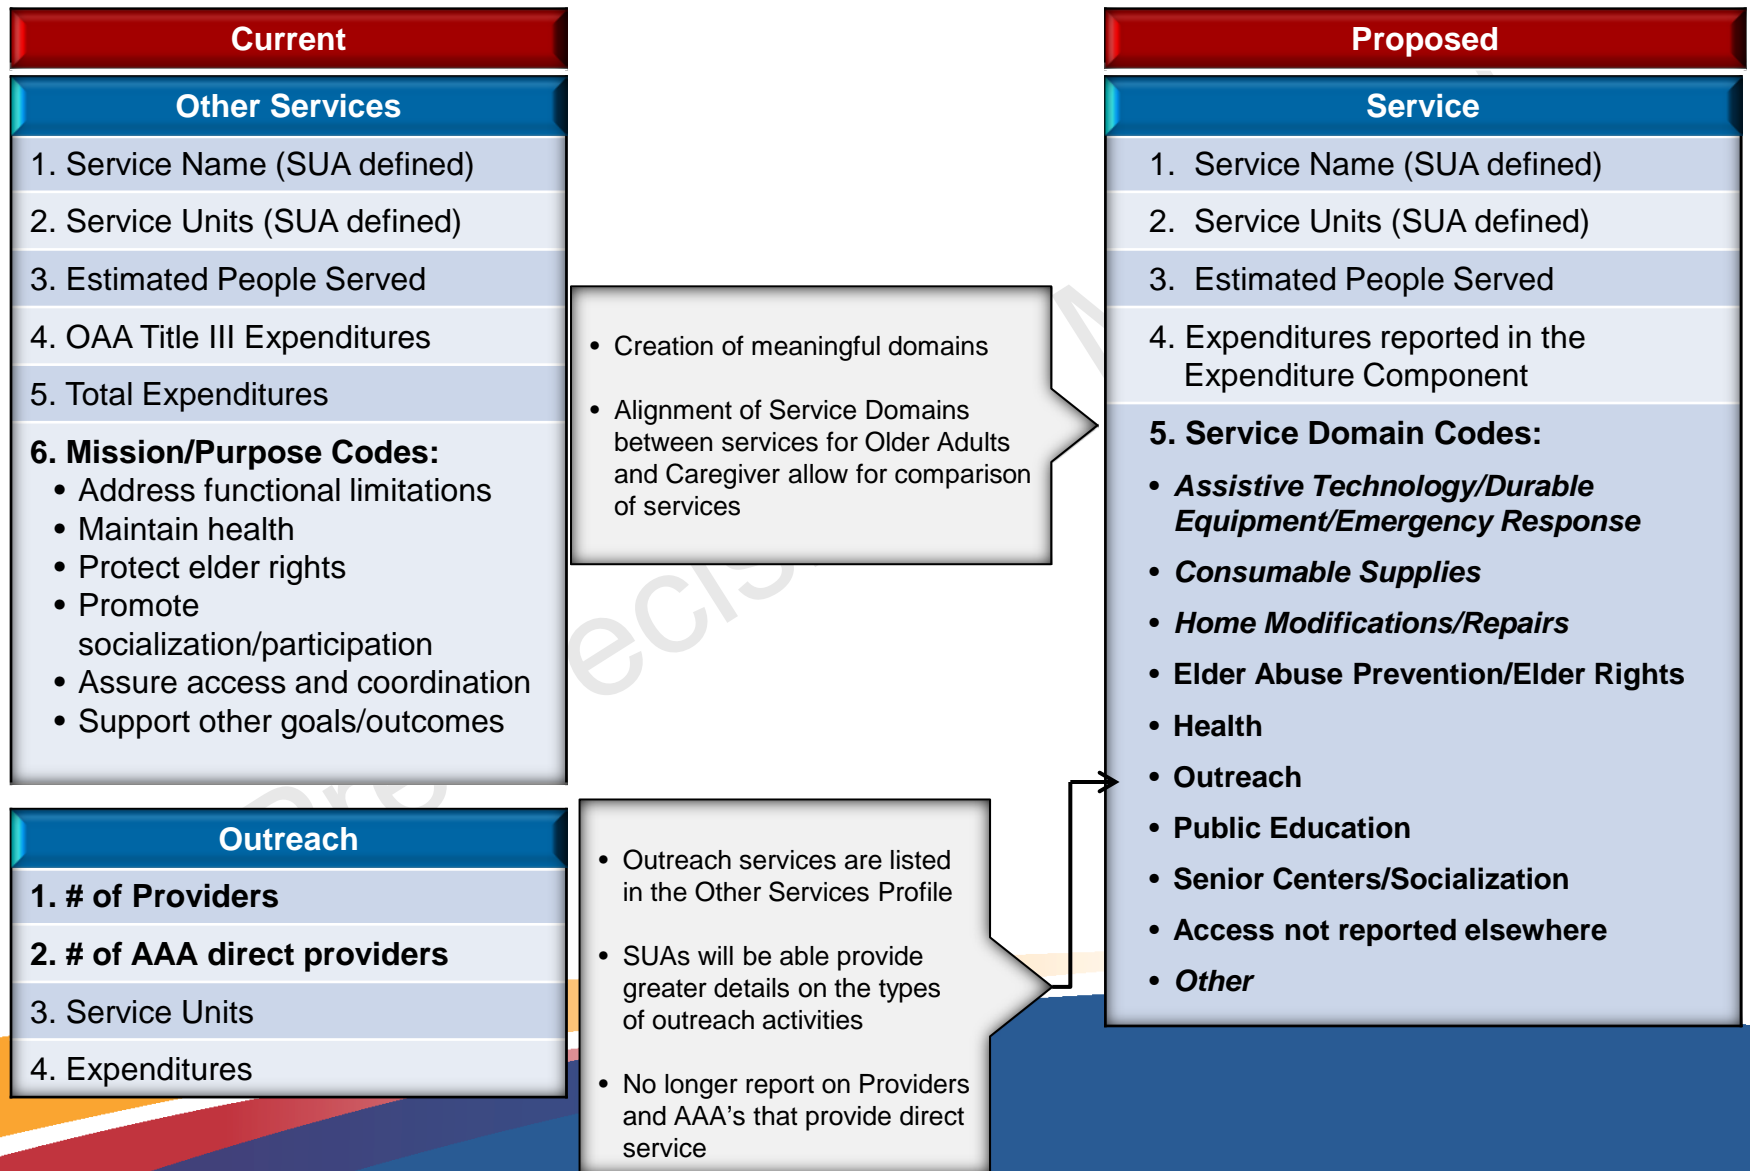 Current
Other Services
1. Service Name (SUA defined)
2. Service Units (SUA defined)
3. Estimated People Served
4. OAA Title III Expenditures
5. Total Expenditures
6. Mission/Purpose Codes:
• Address functional limitations
• Maintain health
• Protect elder rights
• Promote
socialization/participation
• Assure access and coordination
• Support other goals/outcomes
Outreach
1. # of Providers
2. # of AAA direct providers
3. Service Units
4. Expenditures
• Creation of meaningful domains
• Alignment of Service Domains
between services for Older Adults
and Caregiver allow for comparison
of services
• Outreach services are listed
in the Other Services Profile
• SUAs will be able provide
greater details on the types
of outreach activities
• No longer report on Providers
and AAA's that provide direct
service
Proposed
Service
1. Service Name (SUA defined)
2. Service Units (SUA defined)
3. Estimated People Served
4. Expenditures reported in the
Expenditure Component
5. Service Domain Codes:
• Assistive Technology/Durable
Equipment/Emergency Response
• Consumable Supplies
• Home Modifications/Repairs
• Elder Abuse Prevention/Elder Rights
• Health
• Outreach
• Public Education
• Senior Centers/Socialization
• Access not reported elsewhere
• Other